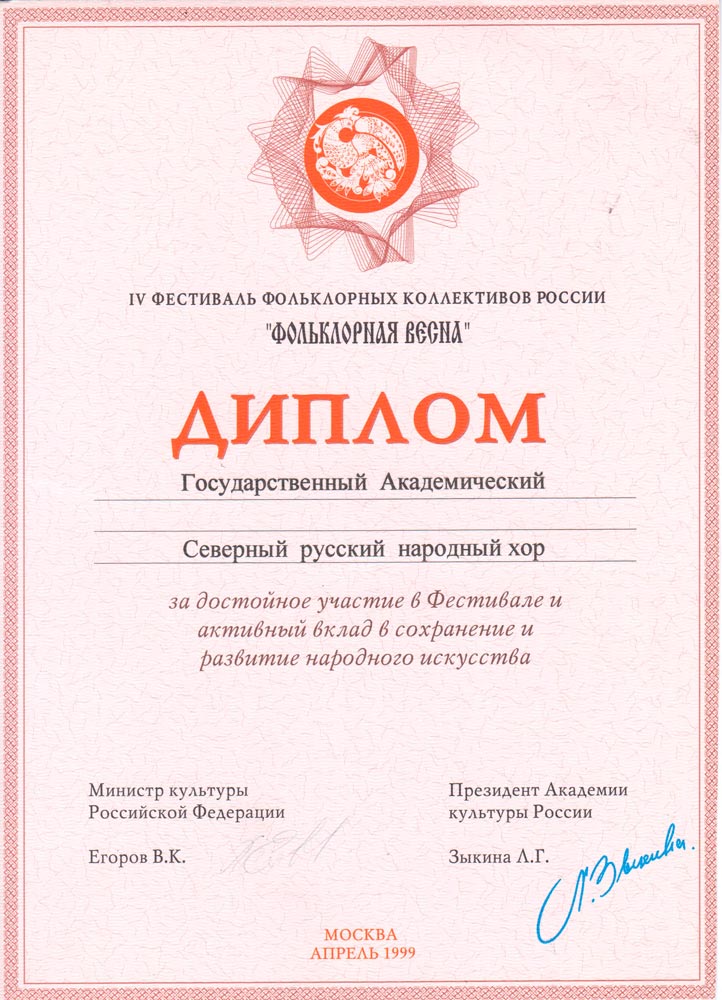 IV ФЕСТИВАЛЬ ФОЛЬКЛОРНЫХ КОЛЛЕКТИВОВ РОССИИ
"ФОЛЬКЛОРНАЯ ВЕСНА"
ДИПЛОМ
Государственный Академический
Северный русский народный хор
за достойное участие в Фестивале и
активный вклад в сохранение и
развитие народного искусства
Министр культуры
Российской Федерации
Егоров В.К.
Президент Академии
культуры России
Зыкина Л.Г.
Л. Зыкина
МОСКВА
АПРЕЛЬ 1999